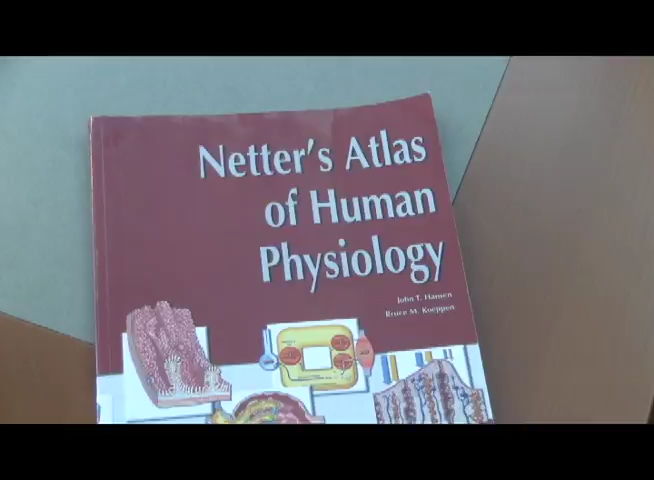 Netter's Atlas
of Human
Physiology
John T. Hansen
Bruce M. Koeppen